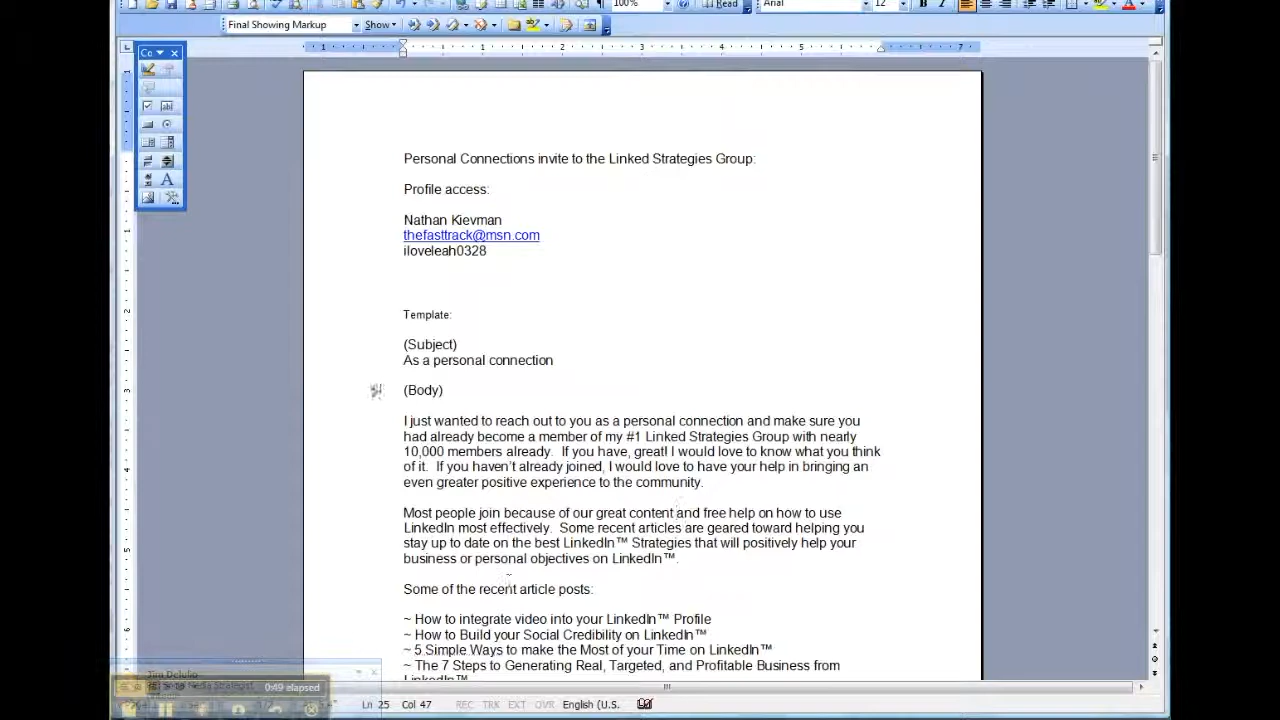 100%
Read
Arial
12
B
U
Final Showing Markup
Show
Co
1 1 2 3 4 5 7
Personal Connections invite to the Linked Strategies Group:
Profile access:
Nathan Kievman
thefasttrack@msn.com
iloveleah0328
Template:
(Subject)
As a personal connection
(Body)
I just wanted to reach out to you as a personal connection and make sure you
had already become a member of my #1 Linked Strategies Group with nearly
10,000 members already. If you have, great! I would love to know what you think
of it. If you haven't already joined, I would love to have your help in bringing an
even greater positive experience to the community.
Most people join because of our great content and free help on how to use
LinkedIn most effectively. Some recent articles are geared toward helping you
stay up to date on the best LinkedIn™ Strategies that will positively help your
business or personal objectives on LinkedIn™.
Some of the recent article posts:
~ How to integrate video into your LinkedIn™ Profile
~ How to Build your Social Credibility on LinkedIn™
~ 5 Simple Ways to make the Most of your Time on LinkedIn™
~ The 7 Steps to Generating Real, Targeted, and Profitable Business from
LinkedIn™
0:49 elapsed
Ln 25 Col 47 REC TRK EXT OVR English (U.S.